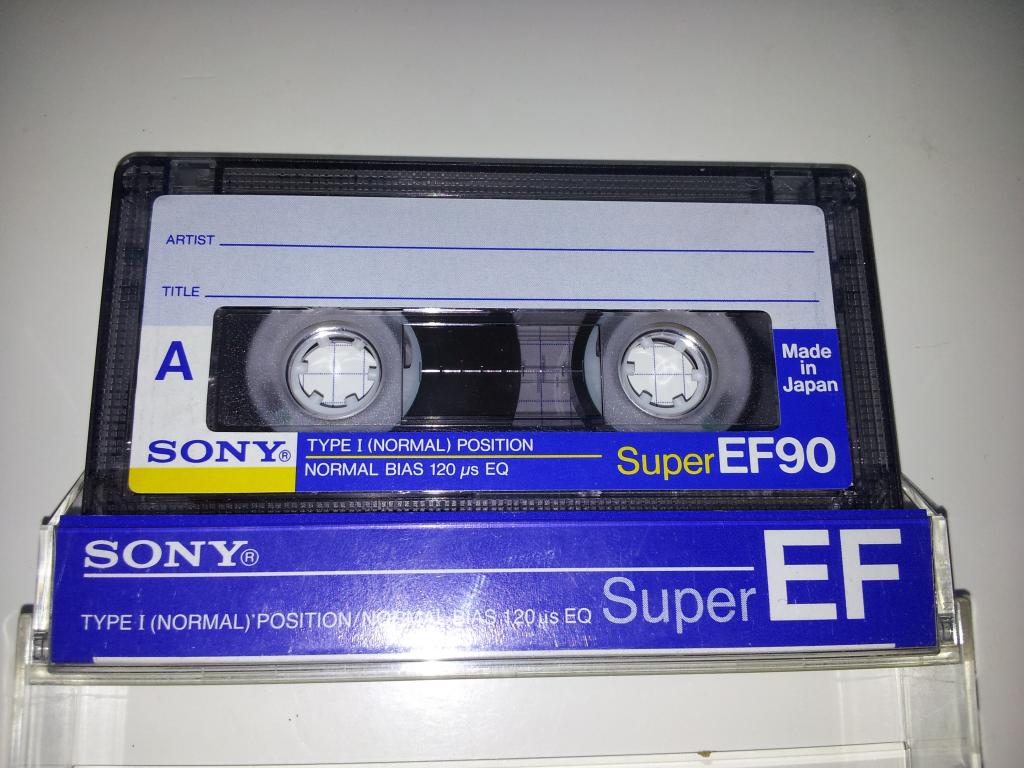 ARTIST
TITLE
A
Made
in
Japan
SONY®
TYPE I (NORMAL) POSITION
NORMAL BIAS 120 µs EQ
Super EF90
SONY®
TYPE I (NORMAL) POSITION/NORMAL BIAS 120 µs EQ
Super EF